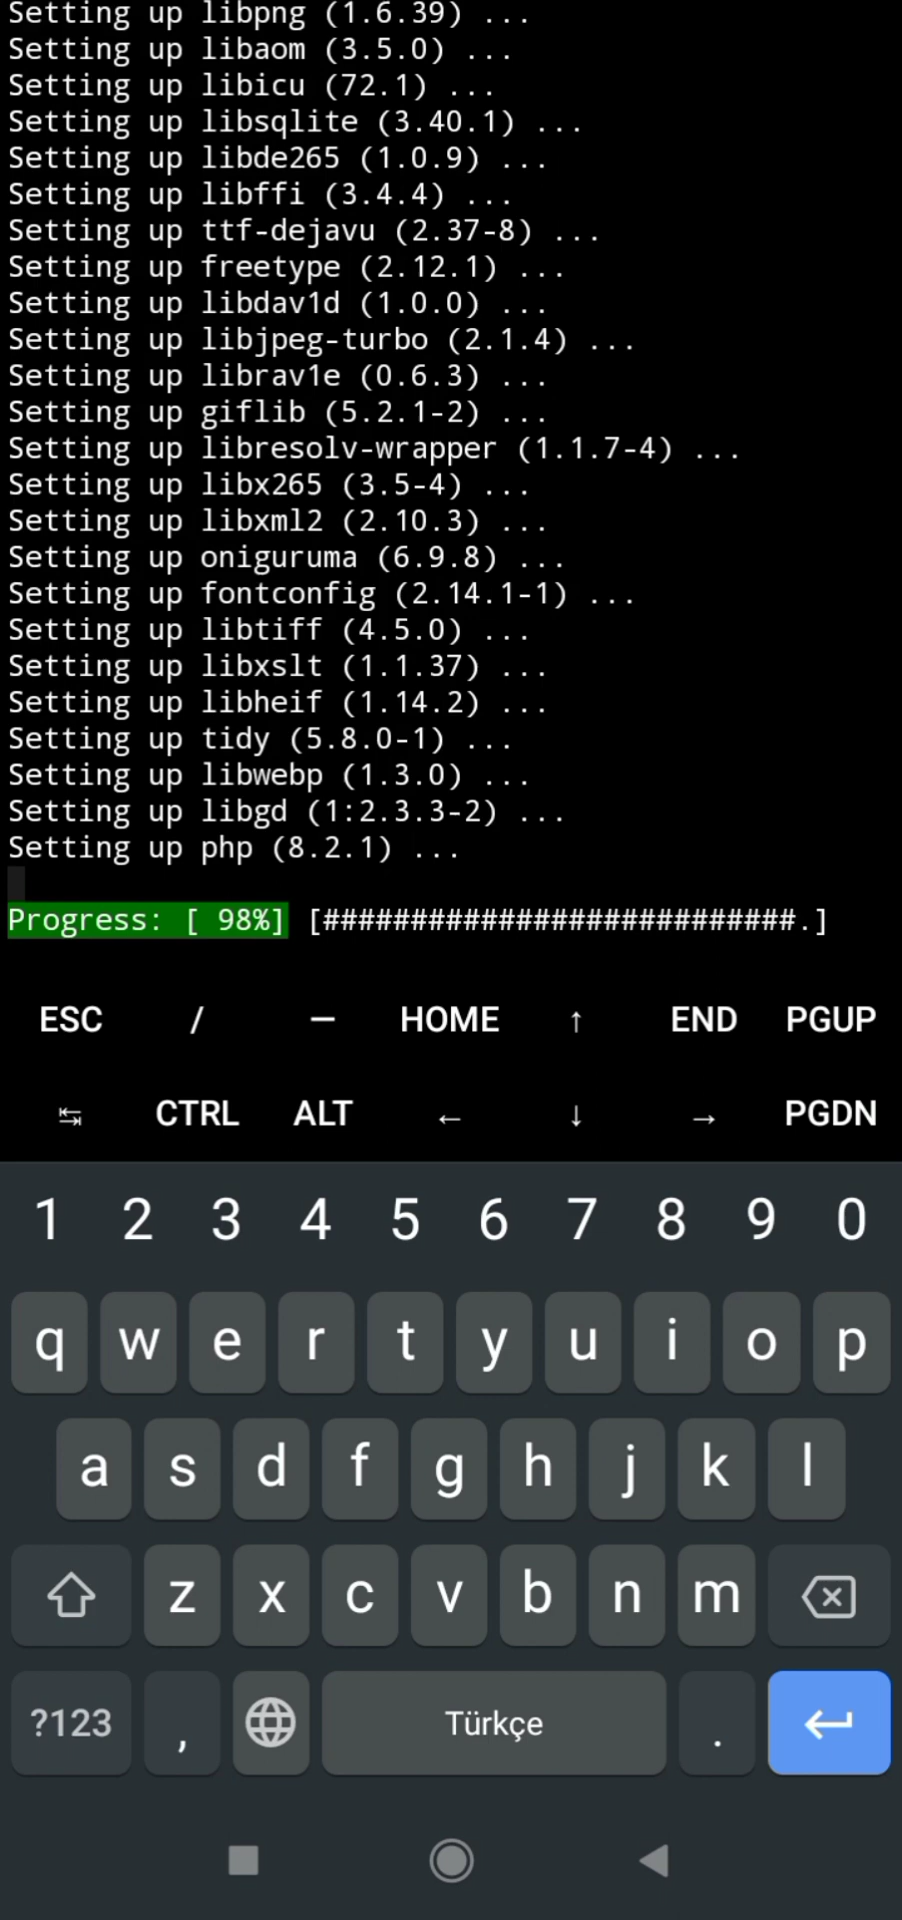 Setting up libpng (1.6.39) ...
Setting up libaom (3.5.0) ...
Setting up libicu (72.1) ...
Setting up libsqlite (3.40.1) ...
Setting up libde265 (1.0.9) ...
Setting up libffi (3.4.4) ...
Setting up ttf-dejavu (2.37-8) ...
Setting up freetype (2.12.1) ...
Setting up libdav1d (1.0.0) ...
Setting up libjpeg-turbo (2.1.4) ...
Setting up librav1e (0.6.3) ...
Setting up giflib (5.2.1-2) ...
Setting up libresolv-wrapper (1.1.7-4) ...
Setting up libx265 (3.5-4) ...
Setting up libxml2 (2.10.3) ...
Setting up oniguruma (6.9.8) ...
Setting up fontconfig (2.14.1-1) ...
Setting up libtiff (4.5.0) ...
Setting up libxslt (1.1.37) ...
Setting up libheif (1.14.2) ...
Setting up tidy (5.8.0-1) ...
Setting up libwebp (1.3.0) ...
Setting up libgd (1:2.3.3-2) ...
Setting up php (8.2.1) ...
Progress: [ 98%] [###########################.]
ESC / — HOME ↑ END PGUP
↹ CTRL ALT ← ↓ → PGDN
1 2 3 4 5 6 7 8 9 0
q w e r t y u i o p
a s d f g h j k l
z x c v b n m
?123 , Türkçe .